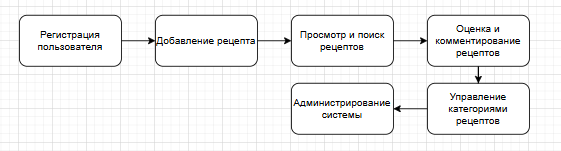 Регистрация
пользователя
Добавление рецепта
Просмотр и поиск
рецептов
Оценка и
комментирование
рецептов
Управление
категориями
рецептов
Администрирование
системы